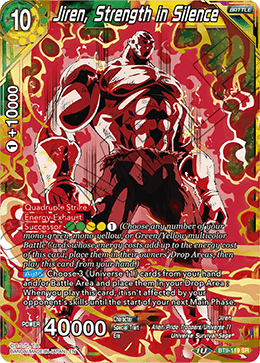 10
Jiren, Strength in Silence
BATTLE
1 +10000
Quadruple Strike
Energy-Exhaust
Successor 1 (Choose any number of your
mono-green, mono-yellow, or Green/Yellow multicolor
Battle Cards whose energy costs add up to the energy cost
of this card, place them in their owners' Drop Areas, then
play this card from your hand.)
Auto Choose 3 《Universe 11》 cards from your hand
and/or Battle Area and place them in your Drop Area:
When you play this card, it isn't affected by your
opponent's skills until the start of your next Main Phase.
POWER
40000
Character
Jiren
Special Trait
Alien, Pride Troopers/Universe 11
Era
Universe Survival Saga
BT9-113 SR